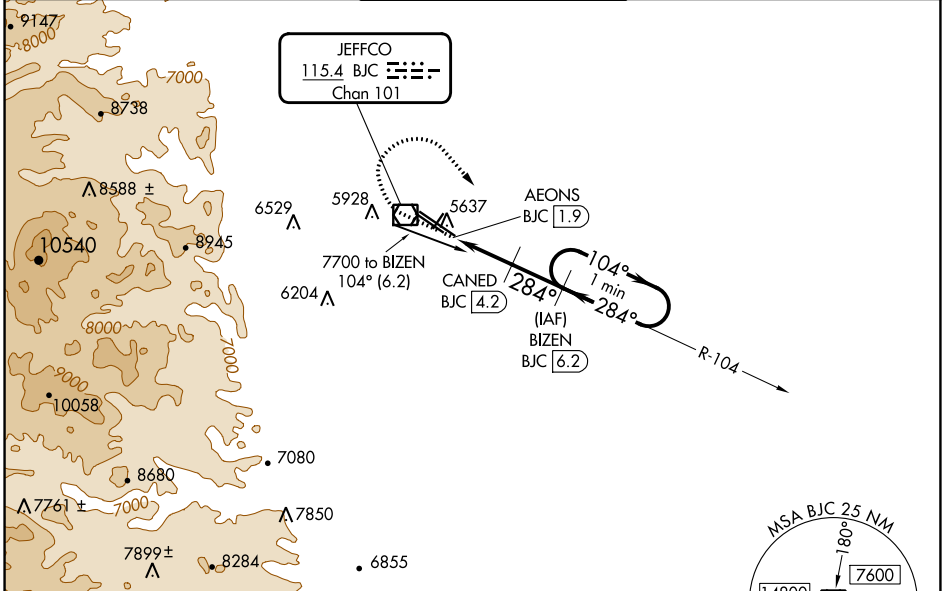 9147
8000
7000
8738
JEFFCO
115.4 BJC
Chan 101
8588 ±
6529
5928
5637
AEONS
BJC 1.9
10540
8945
7700 to BIZEN
104° (6.2)
6204
CANED
BJC 4.2
284°
104°
1 min
284°
(IAF)
BIZEN
BJC 6.2
R-104
8000
7000
9000
10058
7080
8680
7761 ±
7000
7850
7899 ±
8284
6855
MSA BJC 25 NM
180°
7600